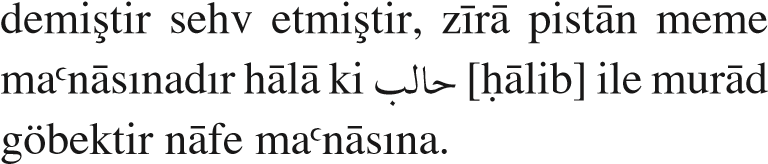 demiştir sehv etmiştir, zīrā pistān meme
maʿnāsınadır hālā ki حالب [ḥālib] ile murād
göbektir nāfe maʿnāsına.